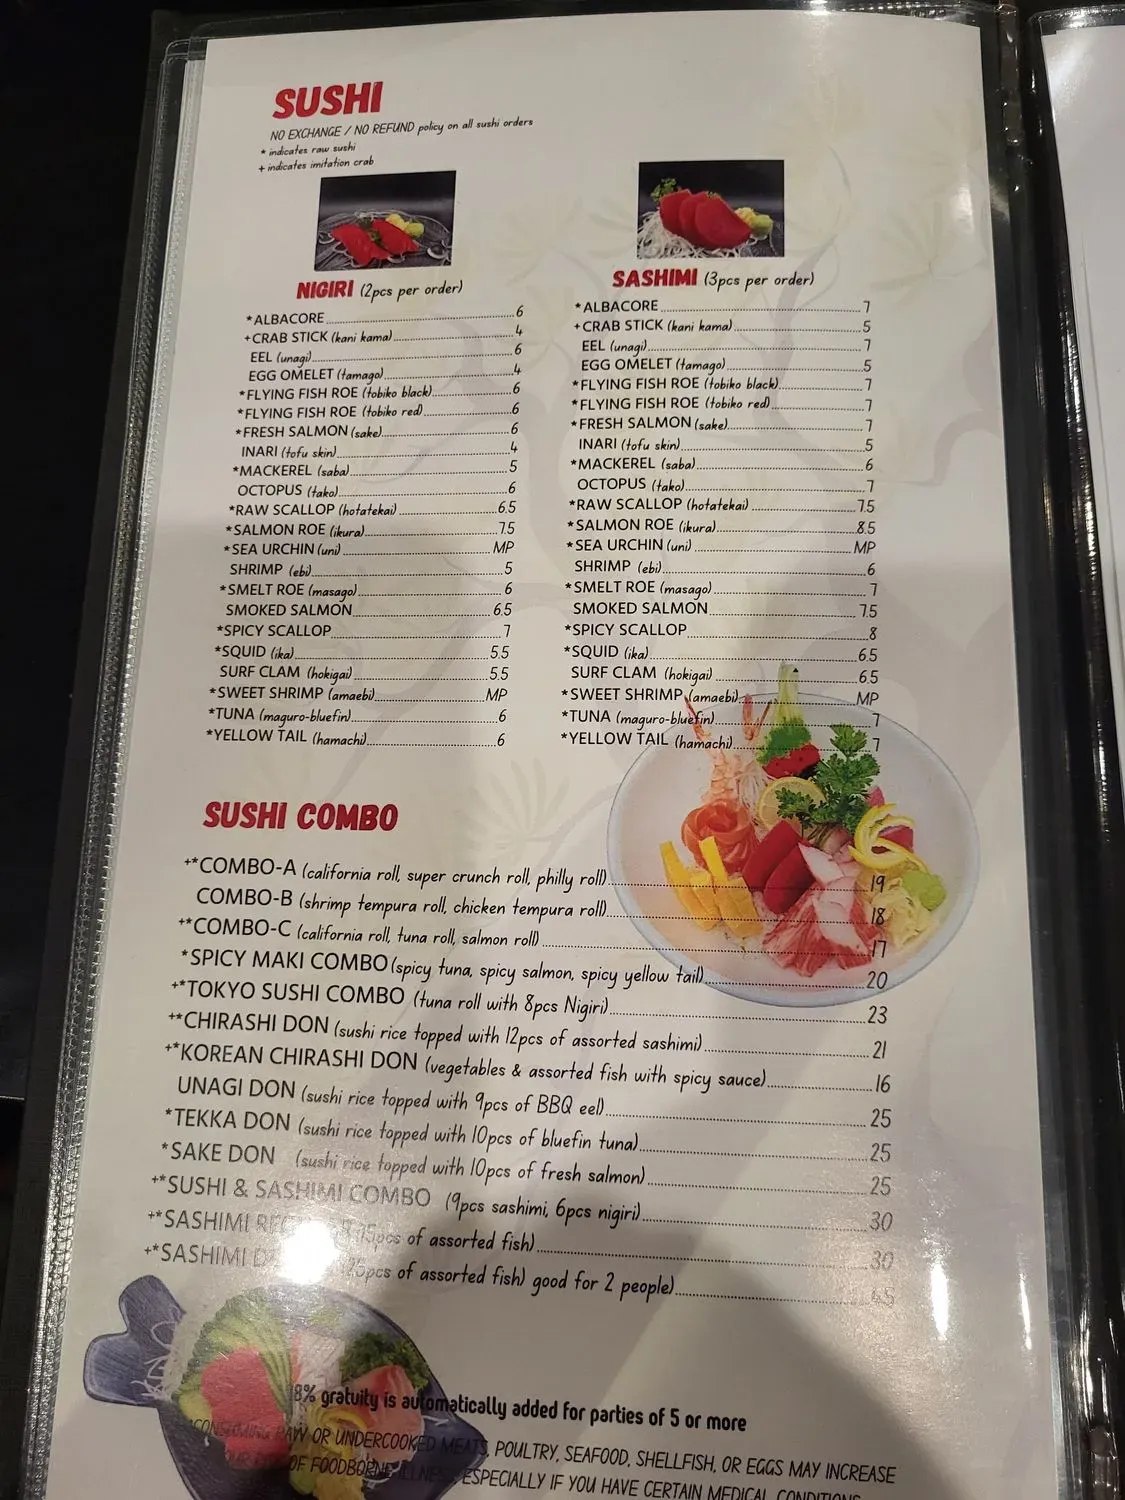 SUSHI
NO EXCHANGE / NO REFUND policy on all sushi orders
* indicates raw sushi
+ indicates imitation crab
NIGIRI (2pcs per order)
*ALBACORE 6
+CRAB STICK (kani kama) 4
EEL (unagi) 6
EGG OMELET (tamago) 4
*FLYING FISH ROE (tobiko black) 6
*FLYING FISH ROE (tobiko red) 6
*FRESH SALMON (sake) 6
INARI (tofu skin) 4
*MACKEREL (saba) 5
OCTOPUS (tako) 6
*RAW SCALLOP (hotatekai) 6.5
*SALMON ROE (ikura) 7.5
*SEA URCHIN (uni) MP
SHRIMP (ebi) 5
*SMELT ROE (masago) 6
SMOKED SALMON 6.5
*SPICY SCALLOP 7
*SQUID (ika) 5.5
SURF CLAM (hokigai) 5.5
*SWEET SHRIMP (amaebi) MP
*TUNA (maguro-bluefin) 6
*YELLOW TAIL (hamachi) 6
SASHIMI (3pcs per order)
*ALBACORE 7
+CRAB STICK (kani kama) 5
EEL (unagi) 7
EGG OMELET (tamago) 5
*FLYING FISH ROE (tobiko black) 7
*FLYING FISH ROE (tobiko red) 7
*FRESH SALMON (sake) 7
INARI (tofu skin) 5
*MACKEREL (saba) 6
OCTOPUS (tako) 7
*RAW SCALLOP (hotatekai) 7.5
*SALMON ROE (ikura) 8.5
*SEA URCHIN (uni) MP
SHRIMP (ebi) 6
*SMELT ROE (masago) 7
SMOKED SALMON 7.5
*SPICY SCALLOP 8
*SQUID (ika) 6.5
SURF CLAM (hokigai) 6.5
*SWEET SHRIMP (amaebi) MP
*TUNA (maguro-bluefin) 7
*YELLOW TAIL (hamachi) 7
SUSHI COMBO
+*COMBO-A (california roll, super crunch roll, philly roll) 19
COMBO-B (shrimp tempura roll, chicken tempura roll) 18
+*COMBO-C (california roll, tuna roll, salmon roll) 17
*SPICY MAKI COMBO (spicy tuna, spicy salmon, spicy yellow tail) 20
+*TOKYO SUSHI COMBO (tuna roll with 8pcs Nigiri) 23
+*CHIRASHI DON (sushi rice topped with 12pcs of assorted sashimi) 21
+*KOREAN CHIRASHI DON (vegetables & assorted fish with spicy sauce) 16
UNAGI DON (sushi rice topped with 9pcs of BBQ eel) 25
*TEKKA DON (sushi rice topped with 10pcs of bluefin tuna) 25
*SAKE DON (sushi rice topped with 10pcs of fresh salmon) 25
+*SUSHI & SASHIMI COMBO (9pcs sashimi, 6pcs nigiri) 30
+*SASHIMI (15pcs of assorted fish) 30
+*SASHIMI (25pcs of assorted fish) good for 2 people) 45
18% gratuity is automatically added for parties of 5 or more
CONSUMING RAW OR UNDERCOOKED MEATS, POULTRY, SEAFOOD, SHELLFISH, OR EGGS MAY INCREASE
OF FOODBORNE ILLNESS, ESPECIALLY IF YOU HAVE CERTAIN MEDICAL CONDITIONS